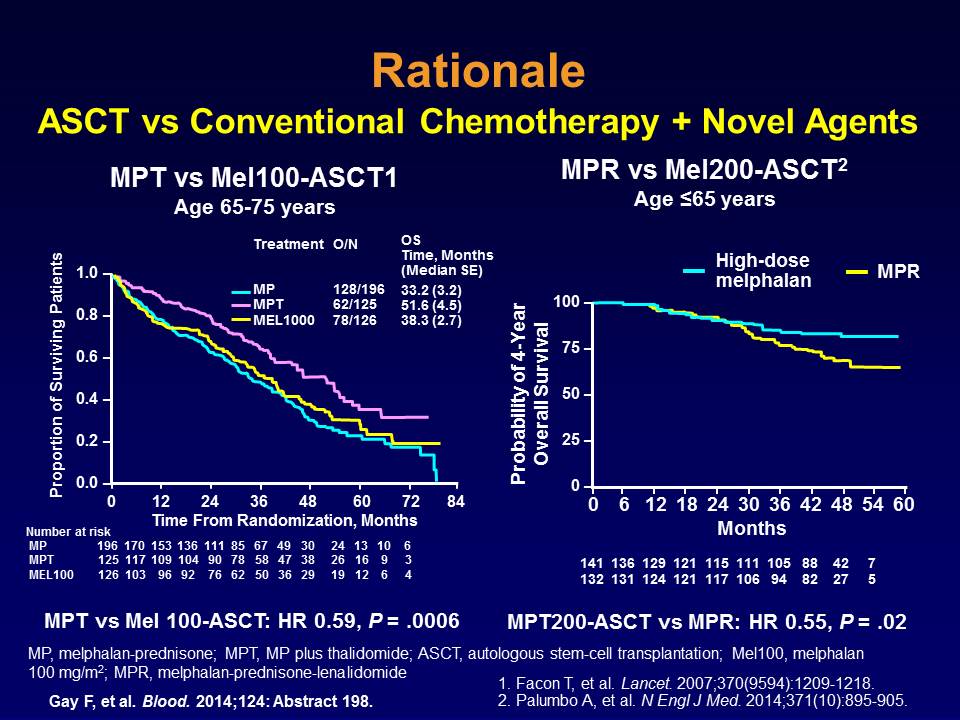 Rationale
ASCT vs Conventional Chemotherapy + Novel Agents
MPT vs Mel100-ASCT1
Age 65-75 years
Treatment O/N OS
Time, Months
(Median SE)
MP 128/196 33.2 (3.2)
MPT 62/125 51.6 (4.5)
MEL1000 78/126 38.3 (2.7)
Proportion of Surviving Patients
1.0
0.8
0.6
0.4
0.2
0.0
0 12 24 36 48 60 72 84
Time From Randomization, Months
Number at risk
MP 196 170 153 136 111 85 67 49 30 24 13 10 6
MPT 125 117 109 104 90 78 58 47 38 26 16 9 3
MEL100 126 103 96 92 76 62 50 36 29 19 12 6 4
MPT vs Mel 100-ASCT: HR 0.59, P = .0006
MPR vs Mel200-ASCT2
Age ≤65 years
High-dose
melphalan
MPR
Probability of 4-Year
Overall Survival
100
75
50
25
0
0 6 12 18 24 30 36 42 48 54 60
Months
141 136 129 121 115 111 105 88 42 7
132 131 124 121 117 106 94 82 27 5
MPT200-ASCT vs MPR: HR 0.55, P = .02
MP, melphalan-prednisone; MPT, MP plus thalidomide; ASCT, autologous stem-cell transplantation; Mel100, melphalan
100 mg/m2; MPR, melphalan-prednisone-lenalidomide
Gay F, et al. Blood. 2014;124: Abstract 198.
1. Facon T, et al. Lancet. 2007;370(9594):1209-1218.
2. Palumbo A, et al. N Engl J Med. 2014;371(10):895-905.